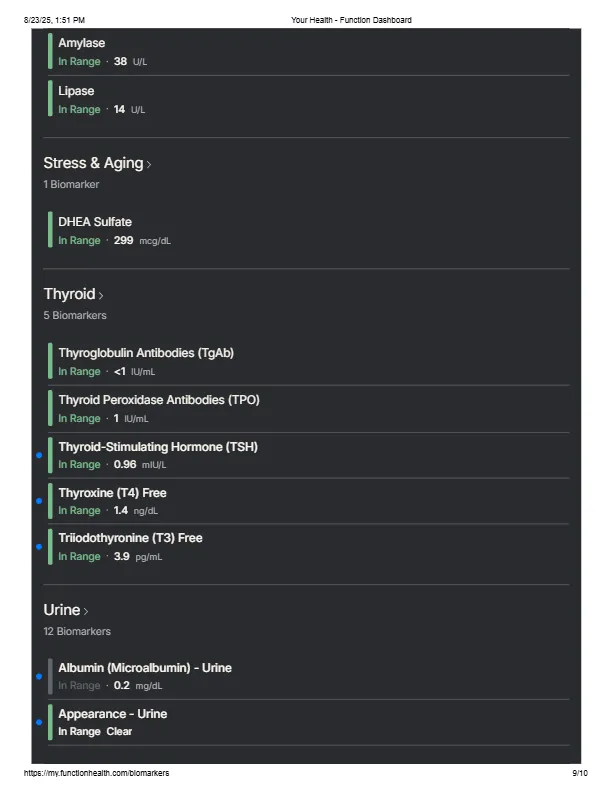 8/23/25, 1:51 PM Your Health - Function Dashboard
Amylase
In Range · 38 U/L
Lipase
In Range · 14 U/L
Stress & Aging >
1 Biomarker
DHEA Sulfate
In Range · 299 mcg/dL
Thyroid >
5 Biomarkers
Thyroglobulin Antibodies (TgAb)
In Range · <1 IU/mL
Thyroid Peroxidase Antibodies (TPO)
In Range · 1 IU/mL
Thyroid-Stimulating Hormone (TSH)
In Range · 0.96 mIU/L
Thyroxine (T4) Free
In Range · 1.4 ng/dL
Triiodothyronine (T3) Free
In Range · 3.9 pg/mL
Urine >
12 Biomarkers
Albumin (Microalbumin) - Urine
In Range · 0.2 mg/dL
Appearance - Urine
In Range Clear
https://my.functionhealth.com/biomarkers 9/10